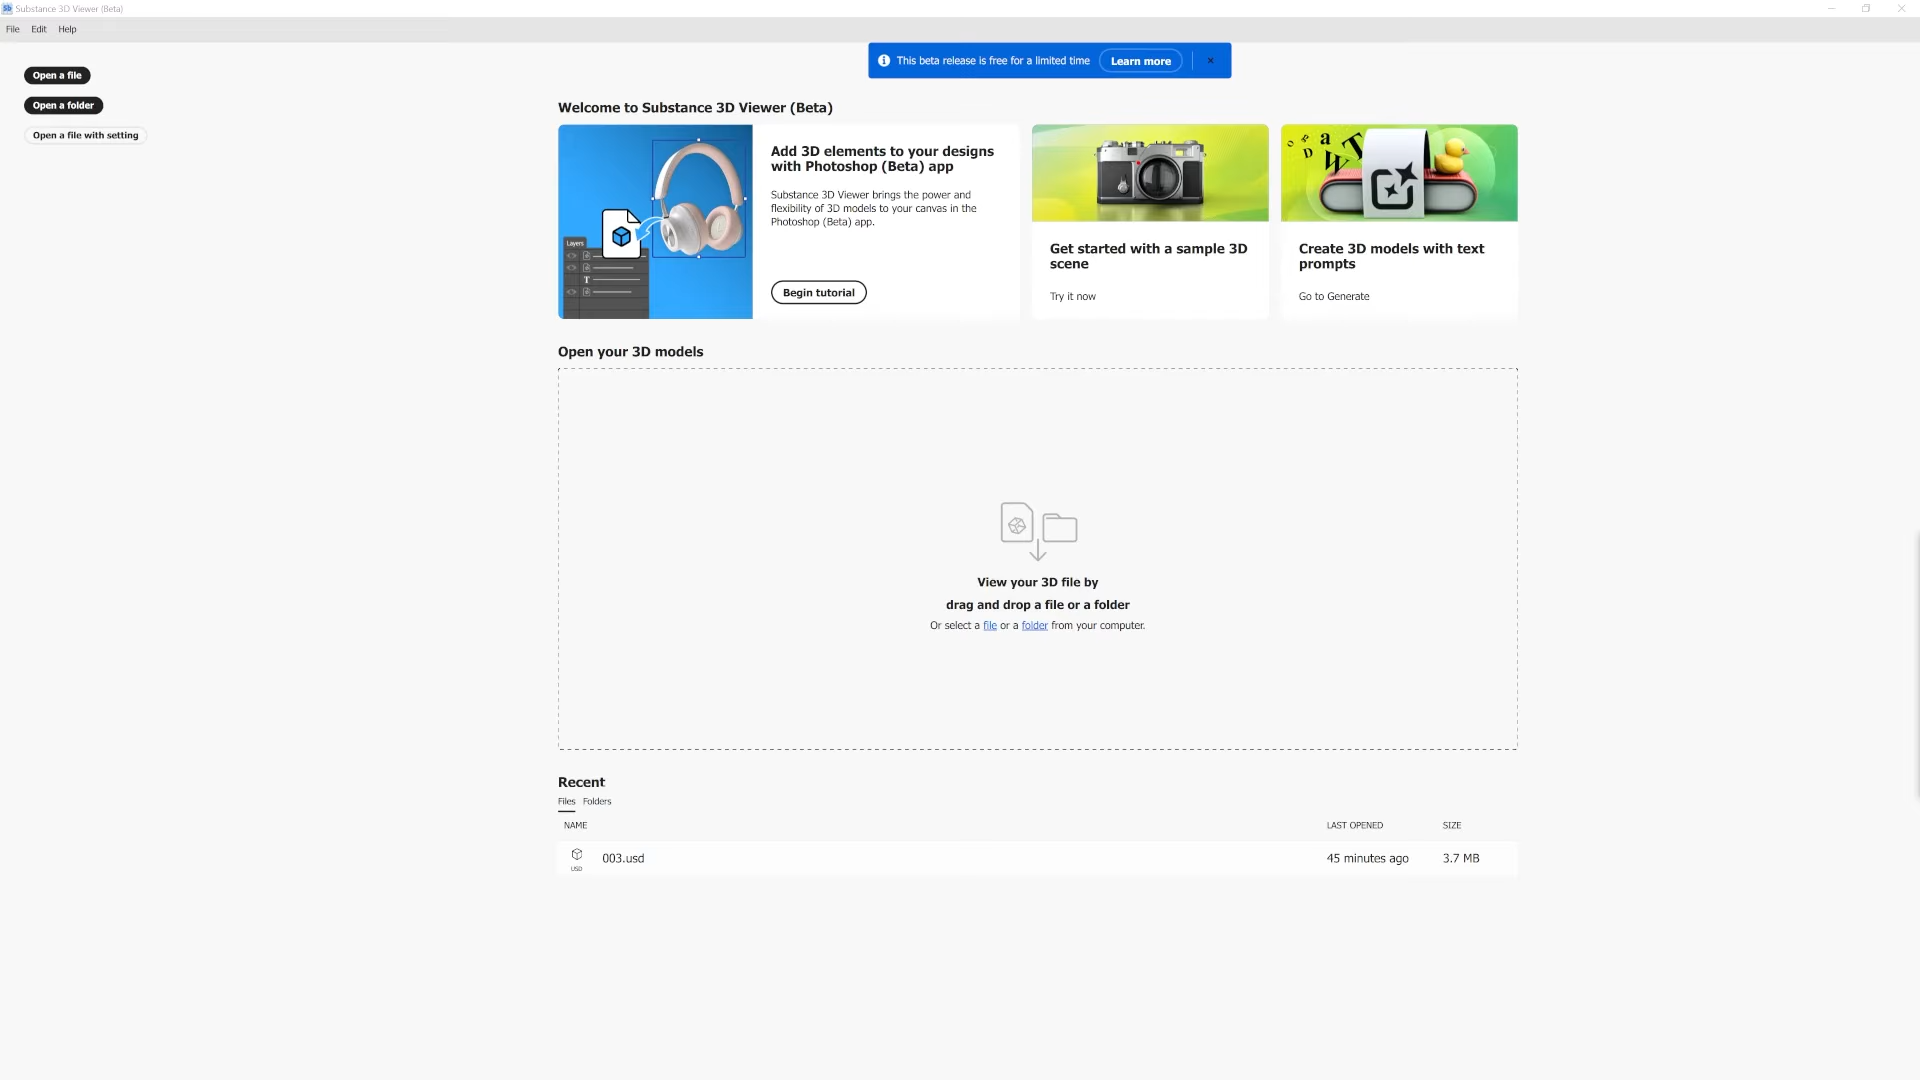 Substance 3D Viewer (Beta)
File Edit Help
This beta release is free for a limited time Learn more
Open a file
Open a folder
Open a file with setting
Welcome to Substance 3D Viewer (Beta)
Layers
T
Add 3D elements to your designs
with Photoshop (Beta) app
Substance 3D Viewer brings the power and
flexibility of 3D models to your canvas in the
Photoshop (Beta) app.
Begin tutorial
Get started with a sample 3D
scene
Try it now
Create 3D models with text
prompts
Go to Generate
Open your 3D models
View your 3D file by
drag and drop a file or a folder
Or select a file or a folder from your computer.
Recent
Files Folders
NAME LAST OPENED SIZE
USD 003.usd 45 minutes ago 3.7 MB